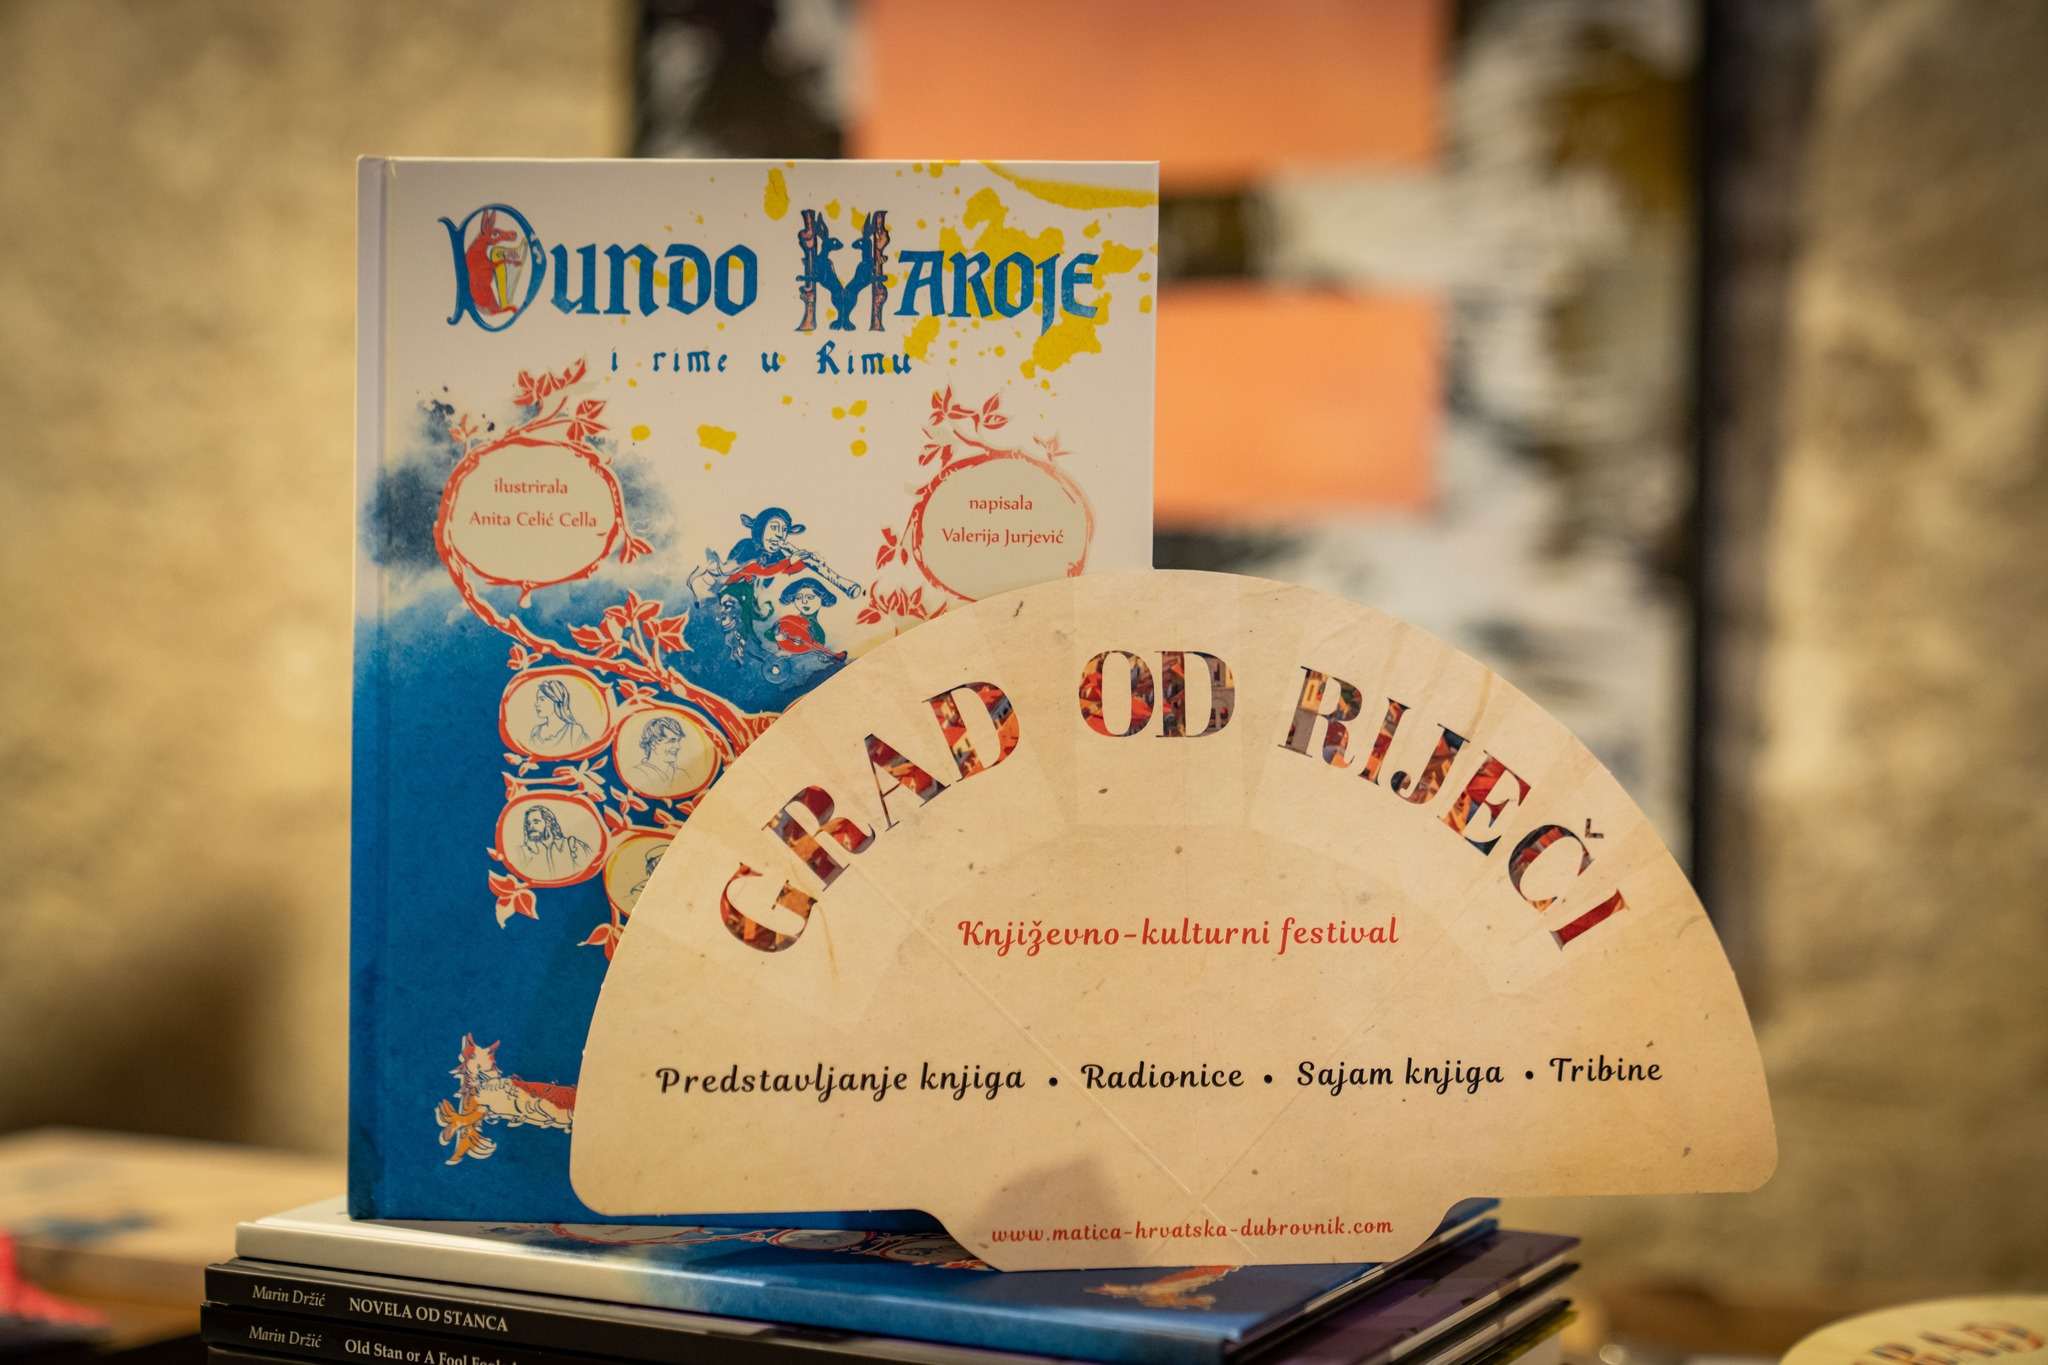 Dundo Maroje
i rime u Rimu
ilustrirala
Anita Celić Cella
napisala
Valerija Jurjević
GRAD OD RIJEČI
Književno-kulturni festival
Predstavljanje knjiga • Radionice • Sajam knjiga • Tribine
www.matica-hrvatska-dubrovnik.com
Marin Držić NOVELA OD STANCA
Marin Držić Old Stan or A Fool